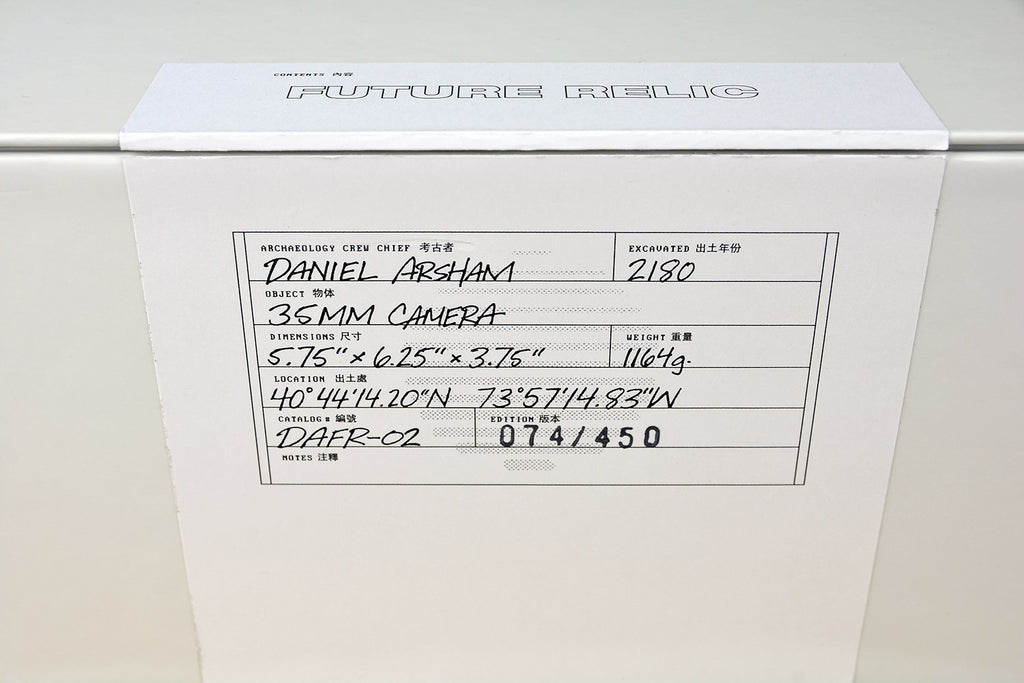 CONTENTS 內容
FUTURE RELIC
ARCHAEOLOGY CREW CHIEF 考古者
DANIEL ARSHAM
EXCAVATED 出土年份
2180
OBJECT 物体
35MM CAMERA
DIMENSIONS 尺寸
5.75" × 6.25" × 3.75"
WEIGHT 重量
1164g.
LOCATION 出土處
40°44'14.20"N 73°57'14.83"W
CATALOG# 編號
DAFR-02
EDITION 版本
074/450
NOTES 注釋